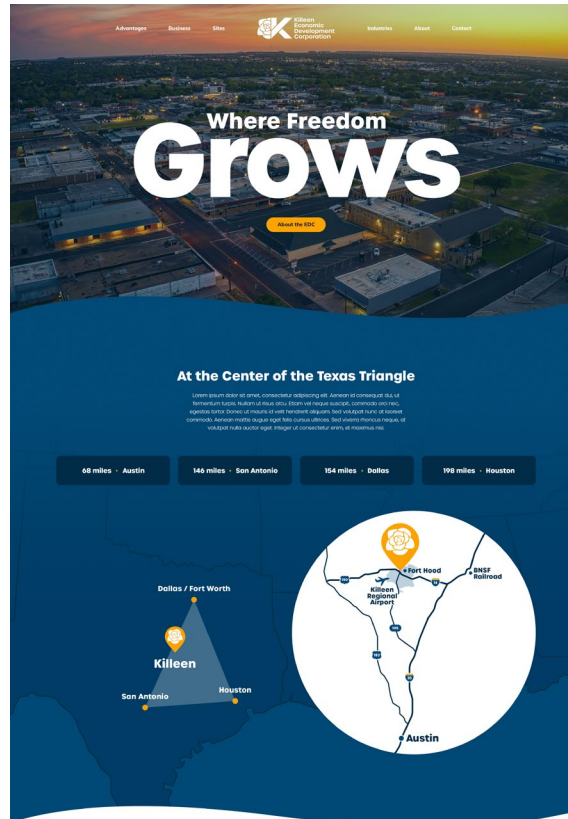 Advantages
Business
Sites
Killeen
Economic
Development
Corporation
Industries
About
Contact
Where Freedom
Grows
About the EDC
At the Center of the Texas Triangle
Lorem ipsum dolor sit amet, consectetur adipiscing elit. Aenean id consequat dui, ut
fermentum turpis. Nullam ut risus arcu. Etiam vel neque suscipit, commodo orci nec,
egestas tortor. Donec ut mauris id velit hendrerit aliquam. Sed volutpat nunc at laoreet
commodo. Aenean mattis augue eget felis cursus ultrices. Sed viverra rhoncus neque, at
volutpat nulla auctor eget. Integer ut consectetur enim, et maximus nisi.
68 miles · Austin
146 miles · San Antonio
154 miles · Dallas
198 miles · Houston
Fort Hood
BNSF
Railroad
Killeen
Regional
Airport
Dallas / Fort Worth
Killeen
San Antonio
Houston
Austin